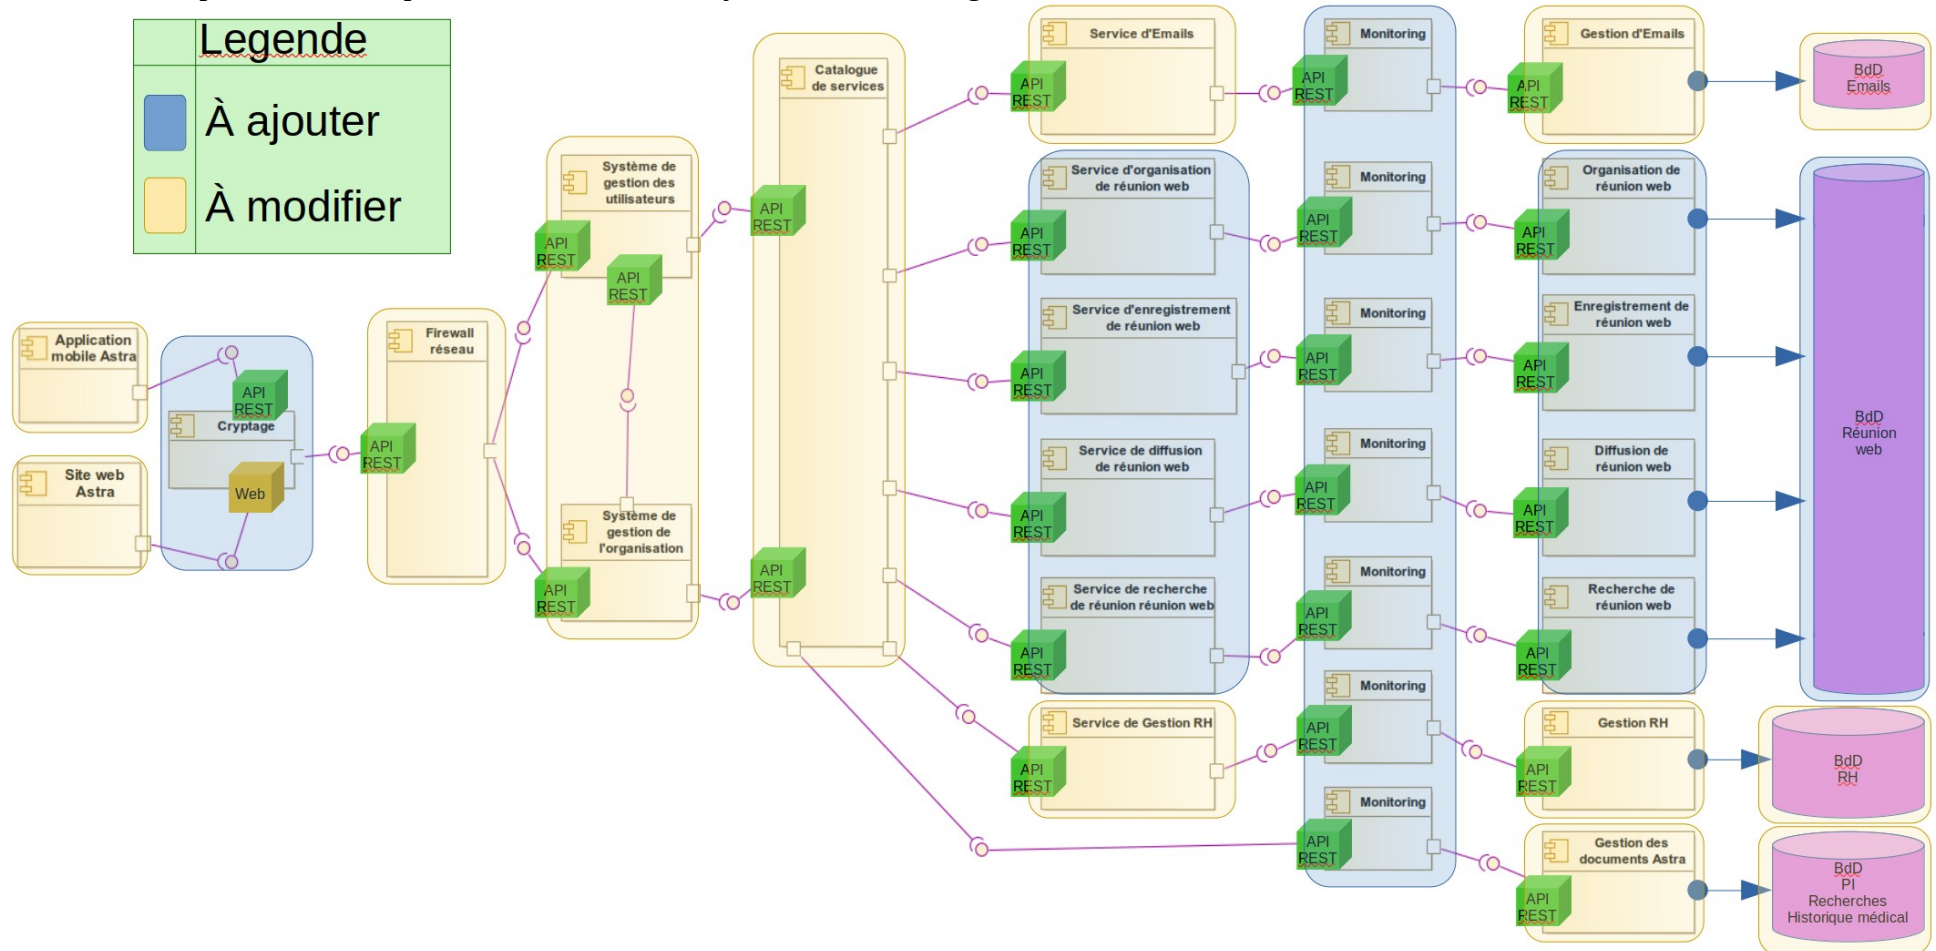 Legende
À ajouter
À modifier
Application
mobile Astra
Site web
Astra
API
REST
Cryptage
Web
API
REST
Firewall
réseau
API
REST
Système de
gestion des
utilisateurs
API
REST
API
REST
Système de
gestion de
l'organisation
API
REST
Catalogue
de services
API
REST
API
REST
Service d'Emails
API
REST
Monitoring
API
REST
Gestion d'Emails
API
REST
BdD
Emails
Service d'organisation
de réunion web
API
REST
Monitoring
API
REST
Organisation de
réunion web
API
REST
Service d'enregistrement
de réunion web
API
REST
Monitoring
API
REST
Enregistrement de
réunion web
API
REST
BdD
Réunion
web
Service de diffusion
de réunion web
API
REST
Monitoring
API
REST
Diffusion de
réunion web
API
REST
Service de recherche
de réunion réunion web
API
REST
Monitoring
API
REST
Recherche de
réunion web
API
REST
Service de Gestion RH
API
REST
Monitoring
API
REST
Gestion RH
API
REST
BdD
RH
Monitoring
API
REST
Gestion des
documents Astra
API
REST
BdD
PI
Recherches
Historique médical